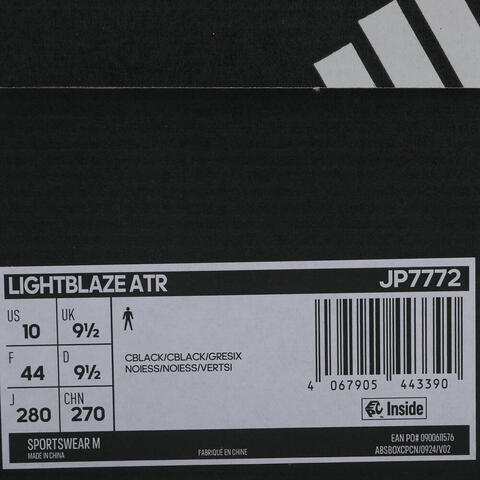 LIGHTBLAZE ATR JP7772
US 10 UK 9½
F 44 D 9½
J 280 CHN 270
CBLACK/CBLACK/GRESIX
NOIESS/NOIESS/VERTSI
4 067905 443390
Inside
SPORTSWEAR M
MADE IN CHINA
FABRIQUÉ EN CHINE
EAN PO# 0900611576
ABSBOXCPCN/0924/V02